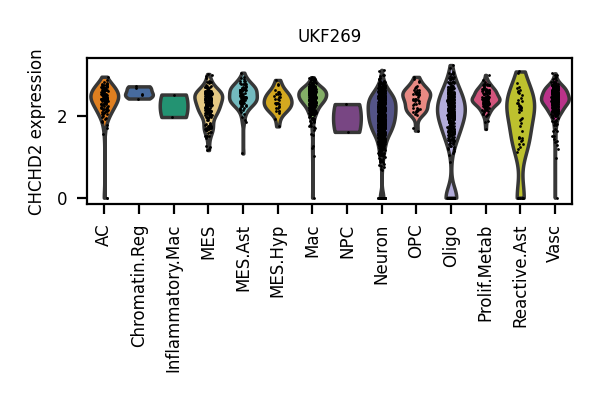 UKF269
CHCHD2 expression
2
0
AC
Chromatin.Reg
Inflammatory.Mac
MES
MES.Ast
MES.Hyp
Mac
NPC
Neuron
OPC
Oligo
Prolif.Metab
Reactive.Ast
Vasc